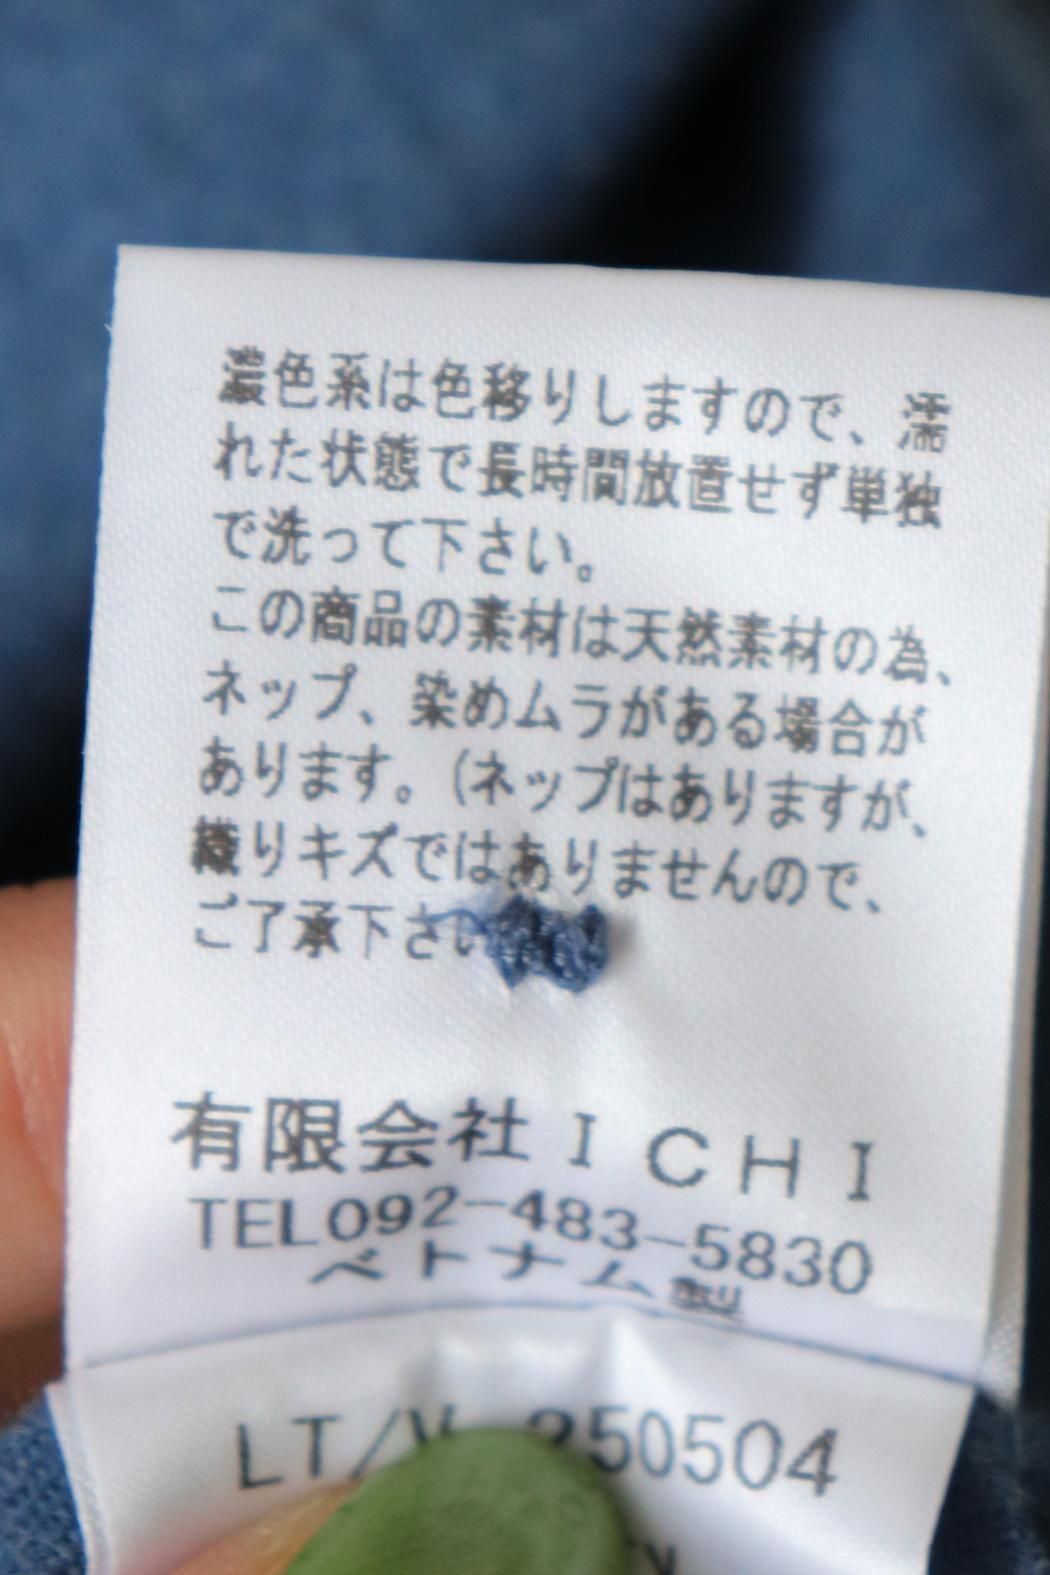 濃色系は色移りしますので、濡
れた状態で長時間放置せず単独
で洗って下さい。
この商品の素材は天然素材の為、
ネップ、染めムラがある場合が
あります。(ネップはありますが、
織りキズではありませんので、
ご了承下さい
有限会社ICHI
TEL092-483-5830
ベトナム製
LT/V 250504